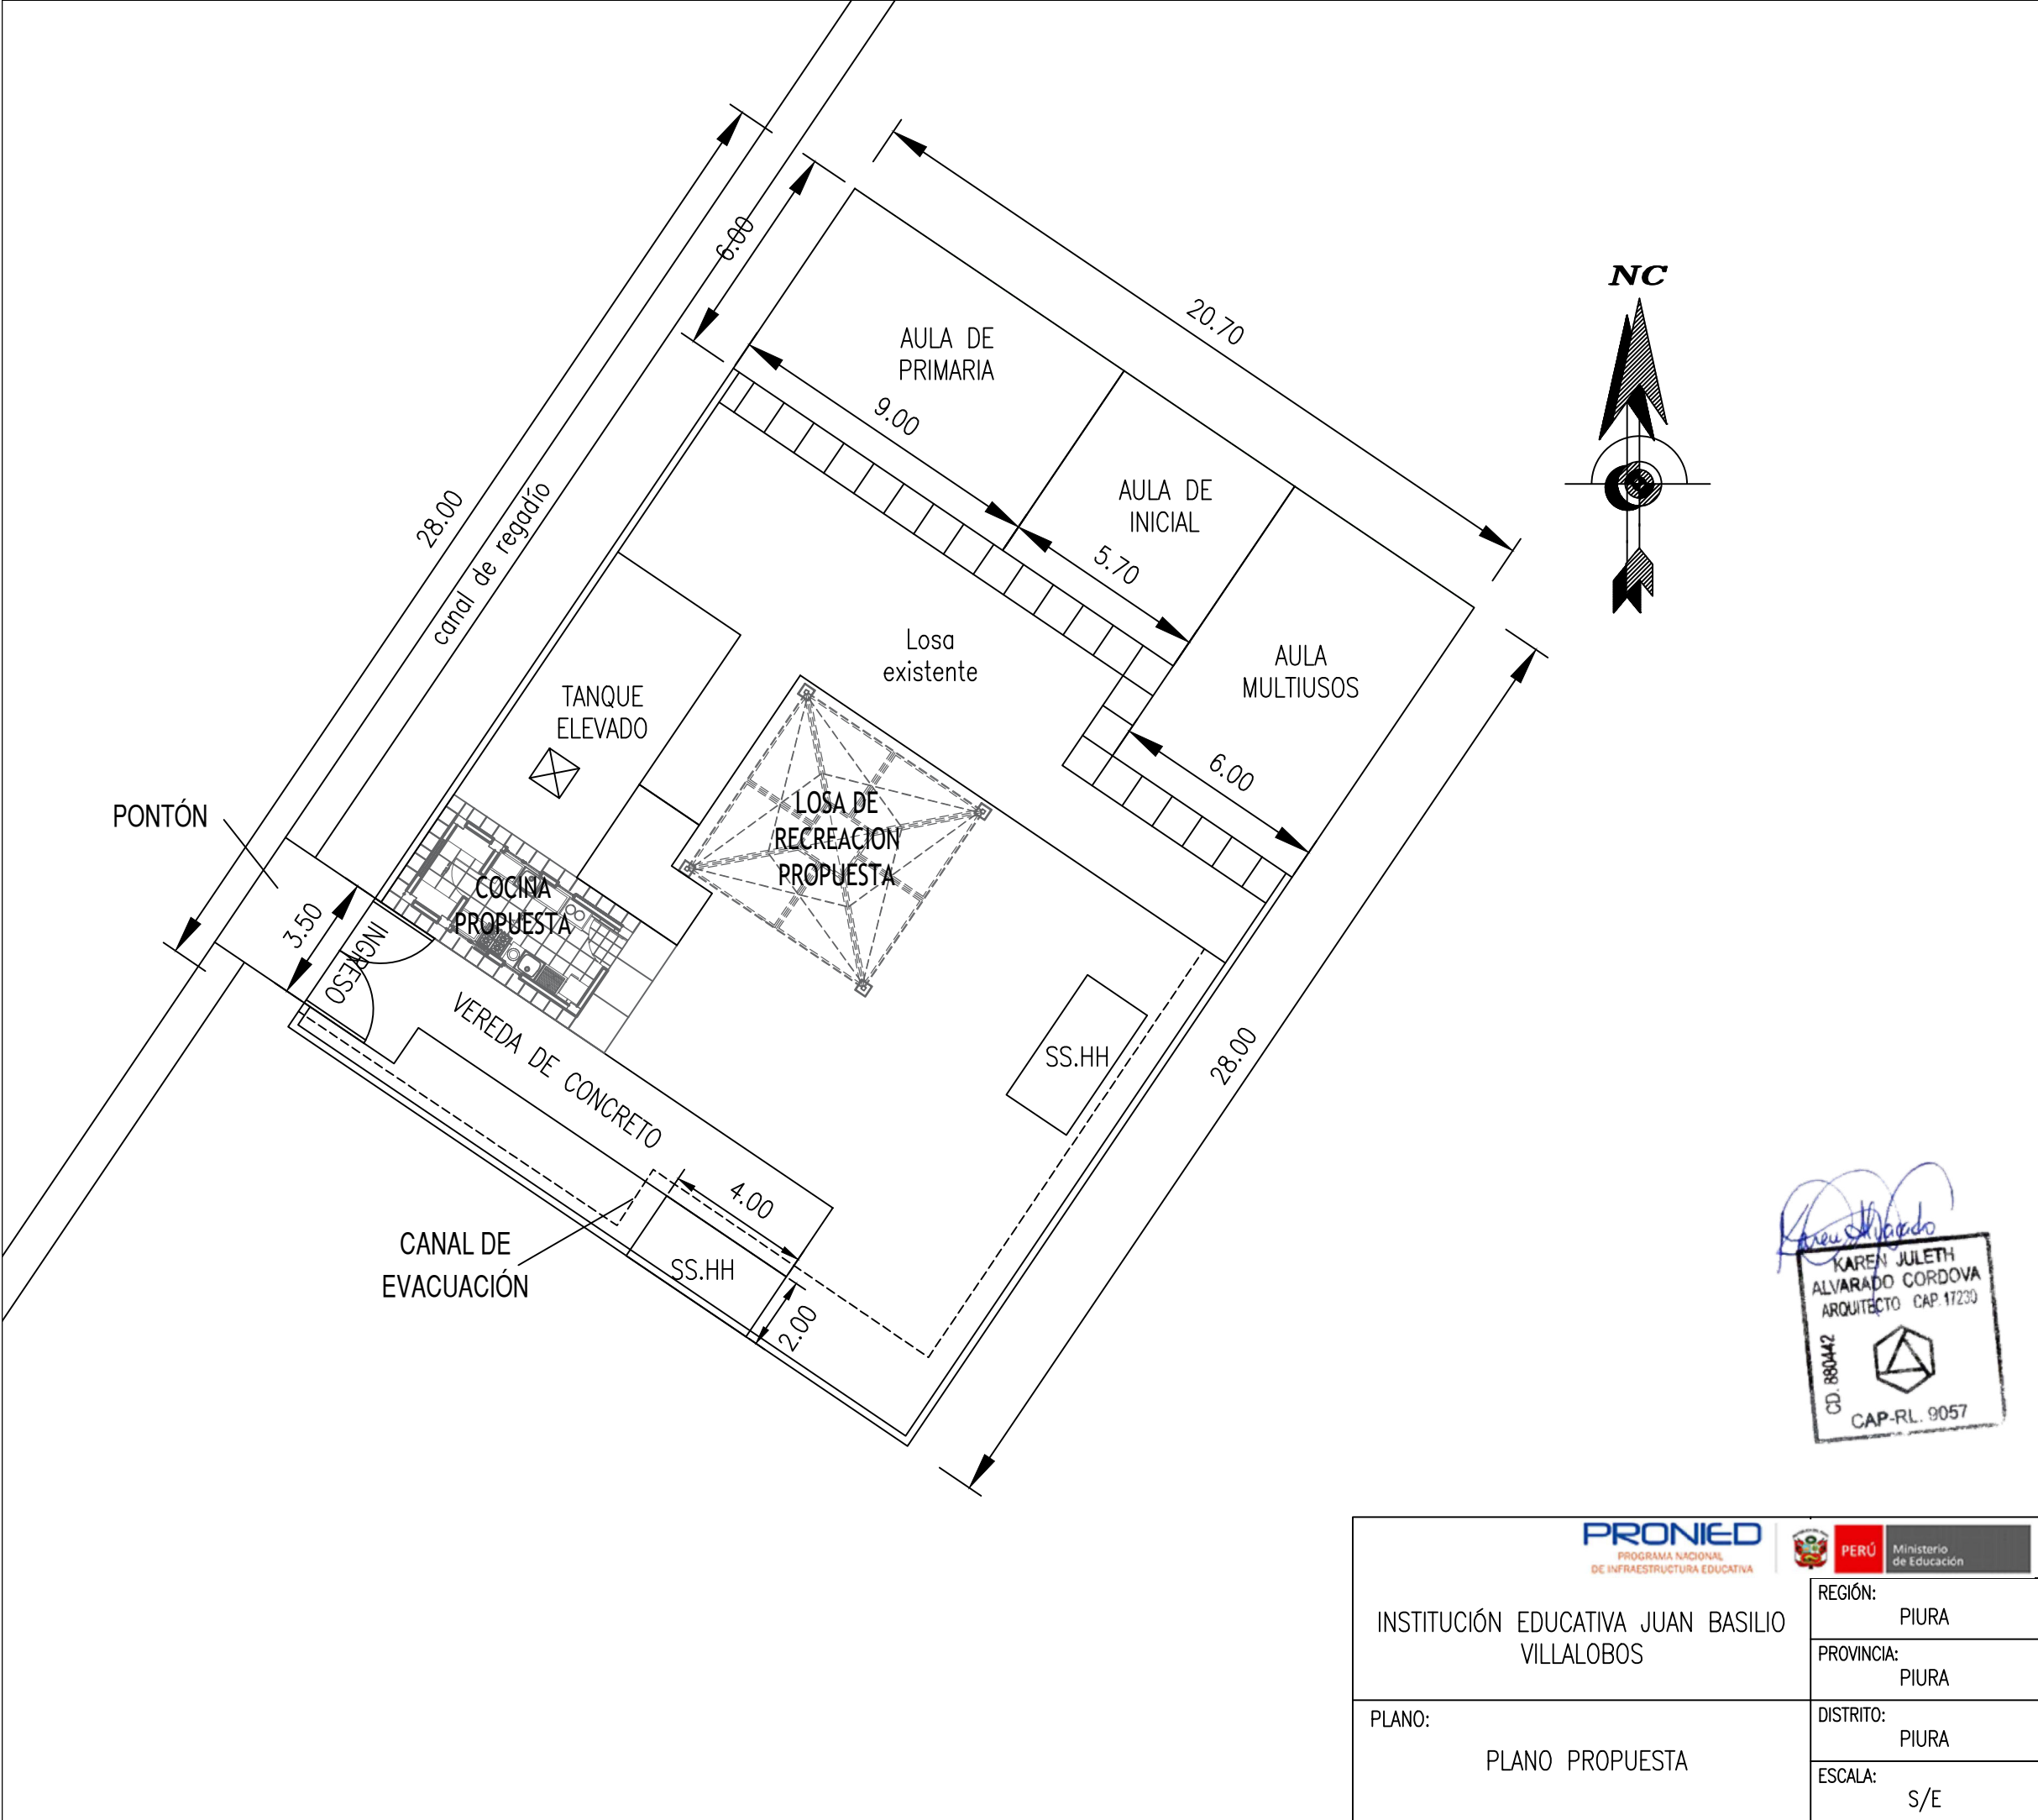 20.70
6.00
NC
AULA DE
PRIMARIA
9.00
AULA DE
INICIAL
5.70
28.00
canal de regadío
Losa
existente
AULA
MULTIUSOS
6.00
TANQUE
ELEVADO
LOSA DE
RECREACION
PROPUESTA
PONTÓN
COCINA
PROPUESTA
3.50
INGRESO
VEREDA DE CONCRETO
SS.HH
28.00
4.00
CANAL DE
EVACUACIÓN
SS.HH
2.00
Karen Alvarado
KAREN JULETH
ALVARADO CORDOVA
ARQUITECTO CAP. 17230
CD. 880442
CAP-RL. 9057
PRONIED
PROGRAMA NACIONAL
DE INFRAESTRUCTURA EDUCATIVA
PERÚ
Ministerio
de Educación
INSTITUCIÓN EDUCATIVA JUAN BASILIO
VILLALOBOS
REGIÓN:
PIURA
PROVINCIA:
PIURA
PLANO:
PLANO PROPUESTA
DISTRITO:
PIURA
ESCALA:
S/E